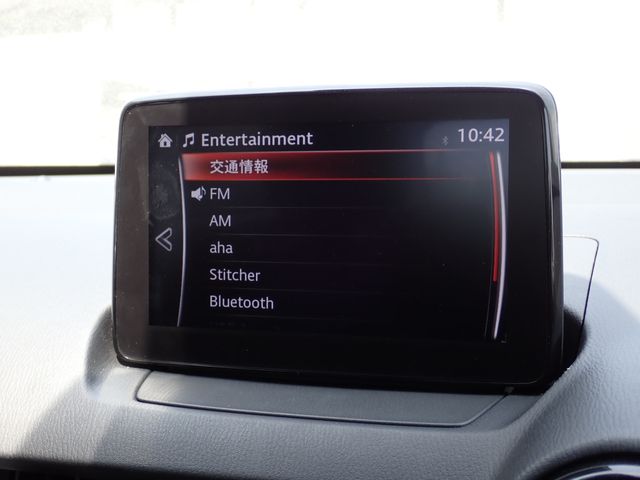 Entertainment 10:42
交通情報
FM
AM
aha
Stitcher
Bluetooth